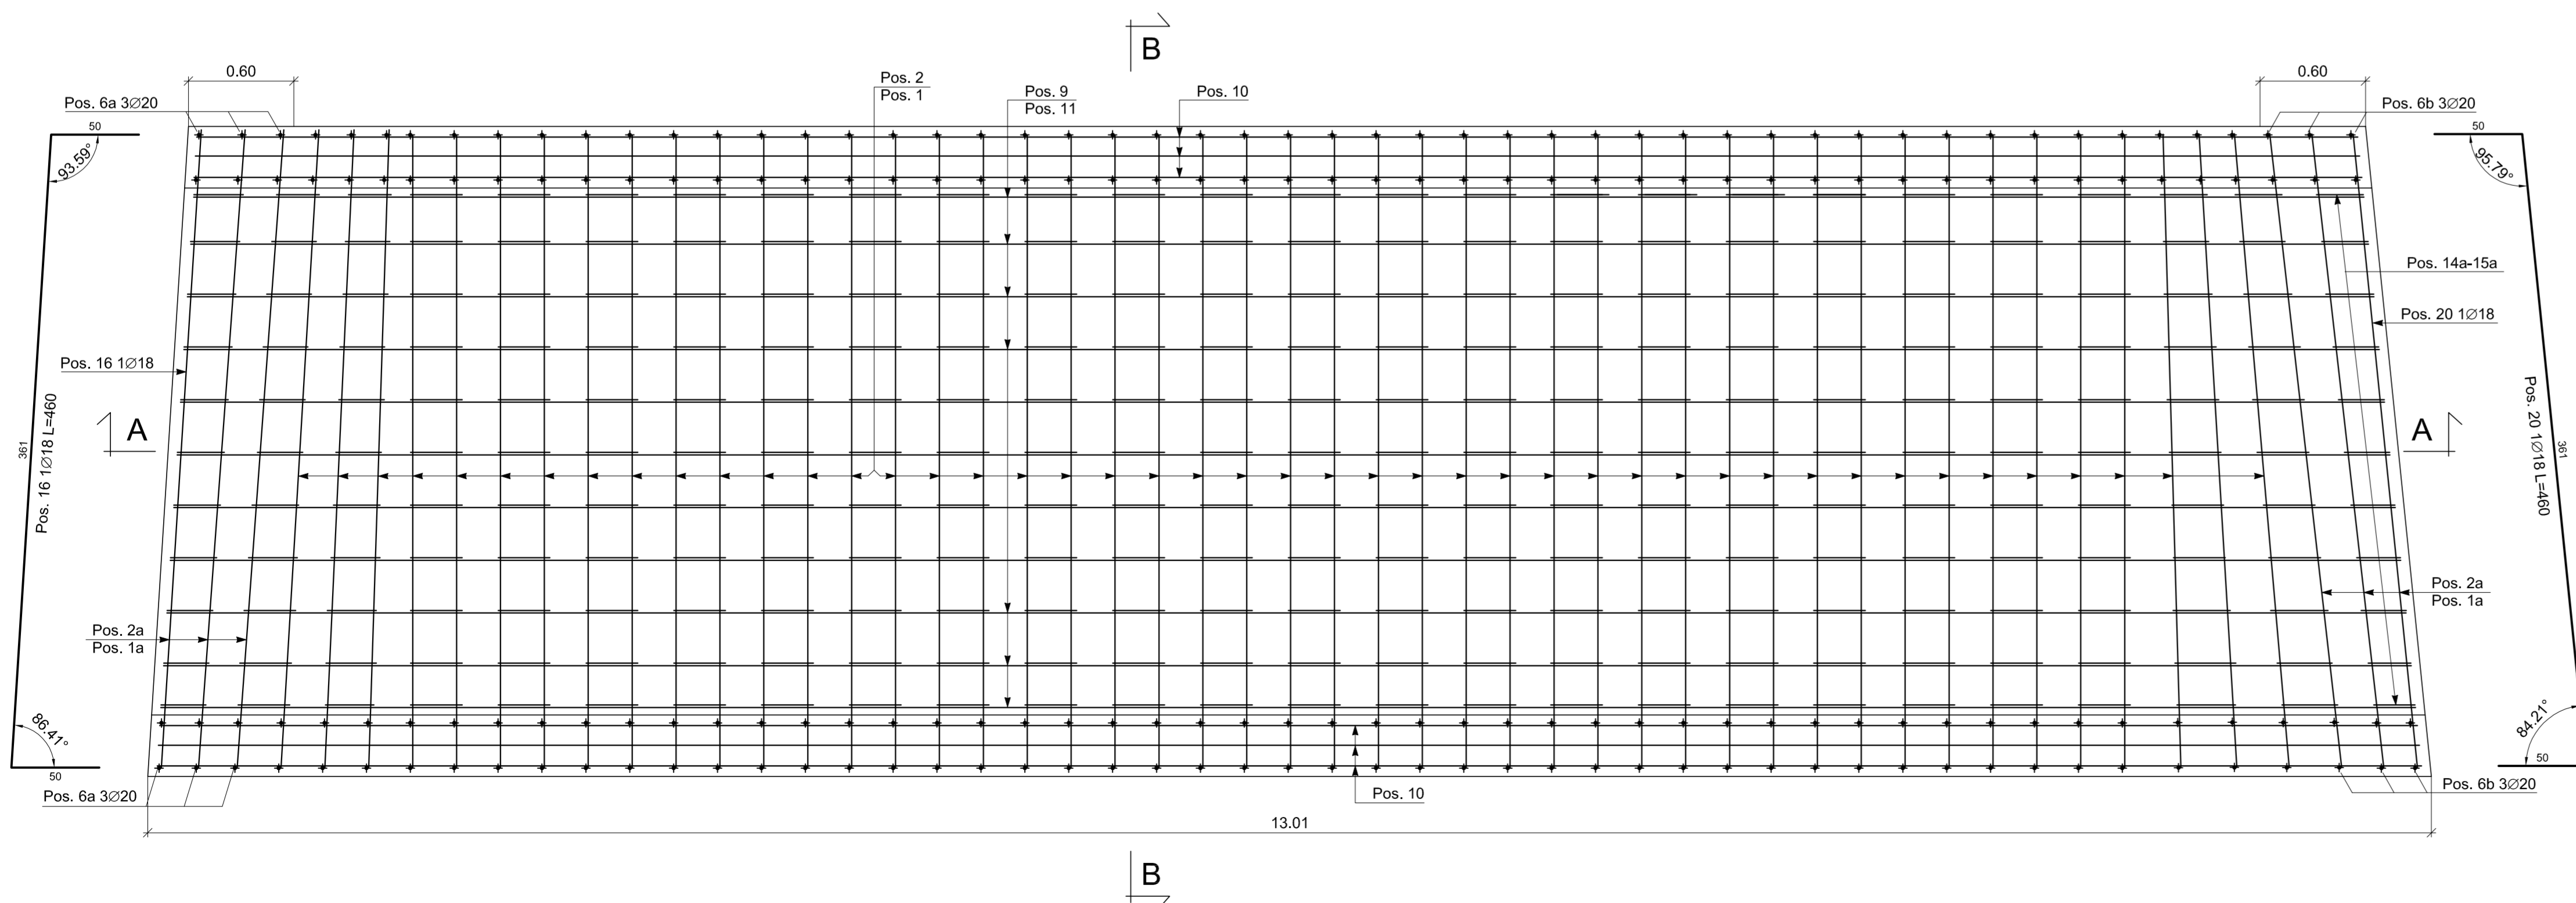 B
0.60
0.60
Pos. 2
Pos. 1
Pos. 9
Pos. 11
Pos. 10
Pos. 6a 3∅20
Pos. 6b 3∅20
50
93.59°
50
95.79°
Pos. 14a-15a
Pos. 20 1∅18
Pos. 16 1∅18
361
Pos. 16 1∅18 L=460
A
A
Pos. 20 1∅18 L=460
361
Pos. 2a
Pos. 1a
Pos. 2a
Pos. 1a
86.41°
50
84.21°
50
Pos. 6a 3∅20
Pos. 10
Pos. 6b 3∅20
13.01
B